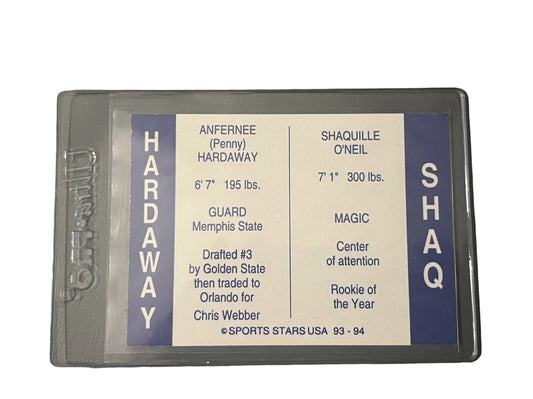 HARDAWAY
ANFERNEE
(Penny)
HARDAWAY
6' 7" 195 lbs.
GUARD
Memphis State
Drafted #3
by Golden State
then traded to
Orlando for
Chris Webber
SHAQUILLE
O'NEIL
7' 1" 300 lbs.
MAGIC
Center
of attention
Rookie of
the Year
SHAQ
© SPORTS STARS USA 93 - 94
Ultra•PRO